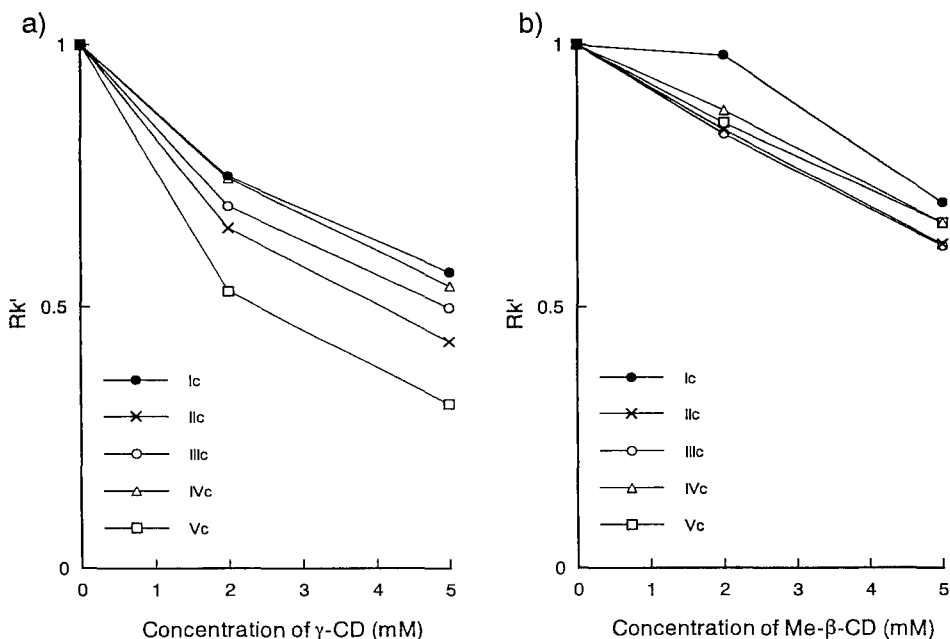 a)
1
0.5
0
Rk'
Ic
IIc
IIIc
IVc
Vc
0 1 2 3 4 5
Concentration of γ-CD (mM)
b)
1
0.5
0
Rk'
Ic
IIc
IIIc
IVc
Vc
0 1 2 3 4 5
Concentration of Me-β-CD (mM)